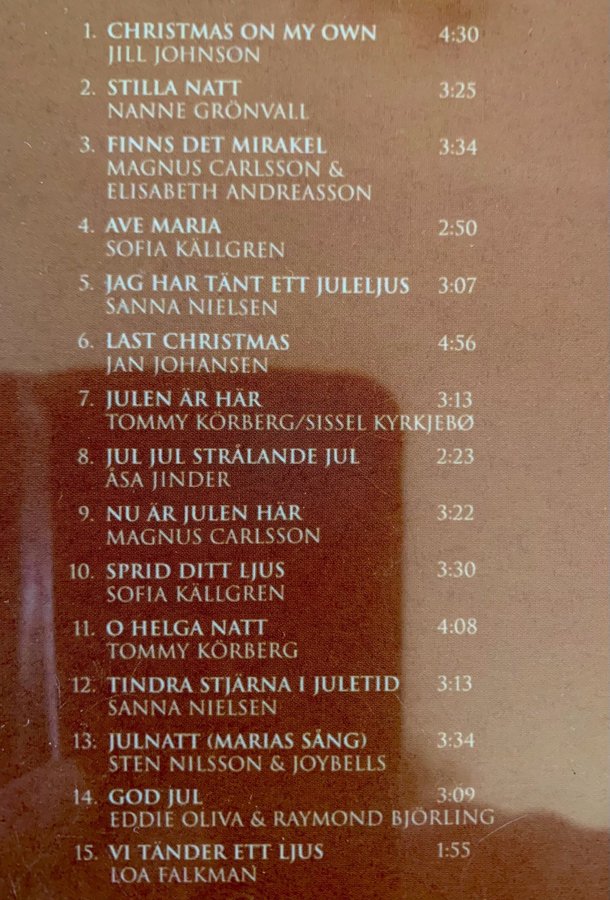 1. CHRISTMAS ON MY OWN 4:30
JILL JOHNSON
2. STILLA NATT 3:25
NANNE GRÖNVALL
3. FINNS DET MIRAKEL 3:34
MAGNUS CARLSSON &
ELISABETH ANDREASSON
4. AVE MARIA 2:50
SOFIA KÄLLGREN
5. JAG HAR TÄNT ETT JULELJUS 3:07
SANNA NIELSEN
6. LAST CHRISTMAS 4:56
JAN JOHANSEN
7. JULEN ÄR HÄR 3:13
TOMMY KÖRBERG/SISSEL KYRKJEBØ
8. JUL JUL STRÅLANDE JUL 2:23
ÅSA JINDER
9. NU ÄR JULEN HÄR 3:22
MAGNUS CARLSSON
10. SPRID DITT LJUS 3:30
SOFIA KÄLLGREN
11. O HELGA NATT 4:08
TOMMY KÖRBERG
12. TINDRA STJÄRNA I JULETID 3:13
SANNA NIELSEN
13. JULNATT (MARIAS SÅNG) 3:34
STEN NILSSON & JOYBELLS
14. GOD JUL 3:09
EDDIE OLIVA & RAYMOND BJÖRLING
15. VI TÄNDER ETT LJUS 1:55
LOA FALKMAN